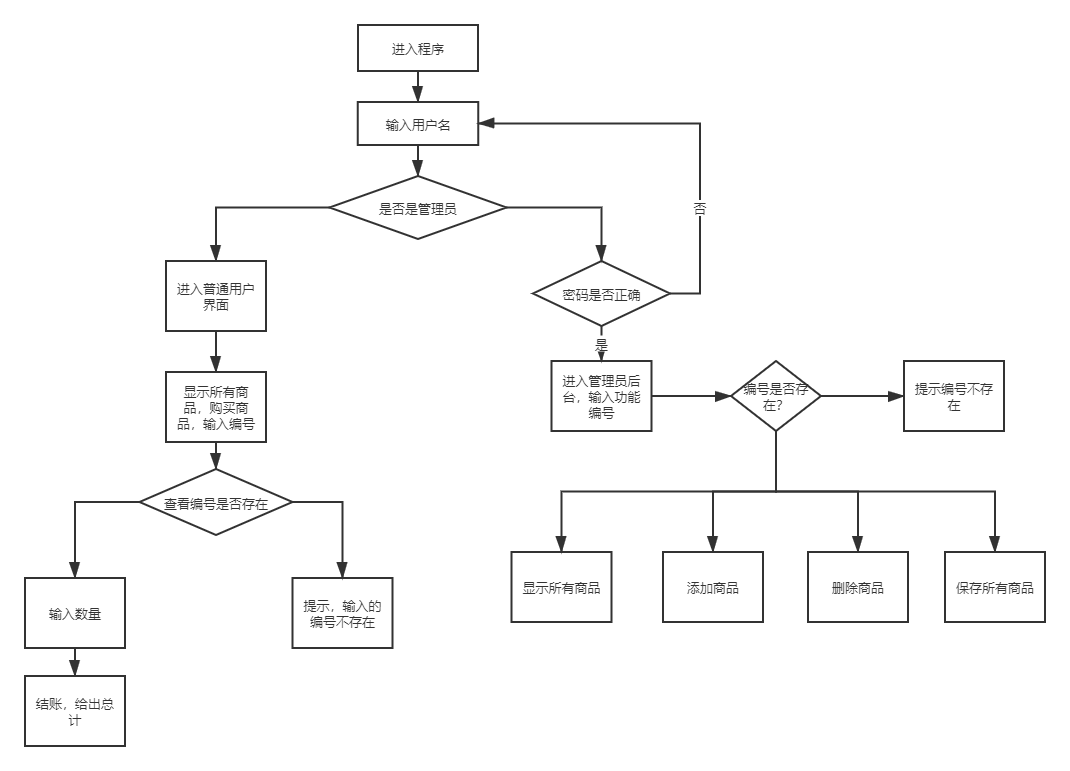 进入程序
输入用户名
是否是管理员
否
进入普通用户
界面
密码是否正确
是
显示所有商
品，购买商
品，输入编号
进入管理员后
台，输入功能
编号
编号是否存
在？
提示编号不存
在
查看编号是否存在
输入数量
提示，输入的
编号不存在
显示所有商品
添加商品
删除商品
保存所有商品
结账，给出总
计